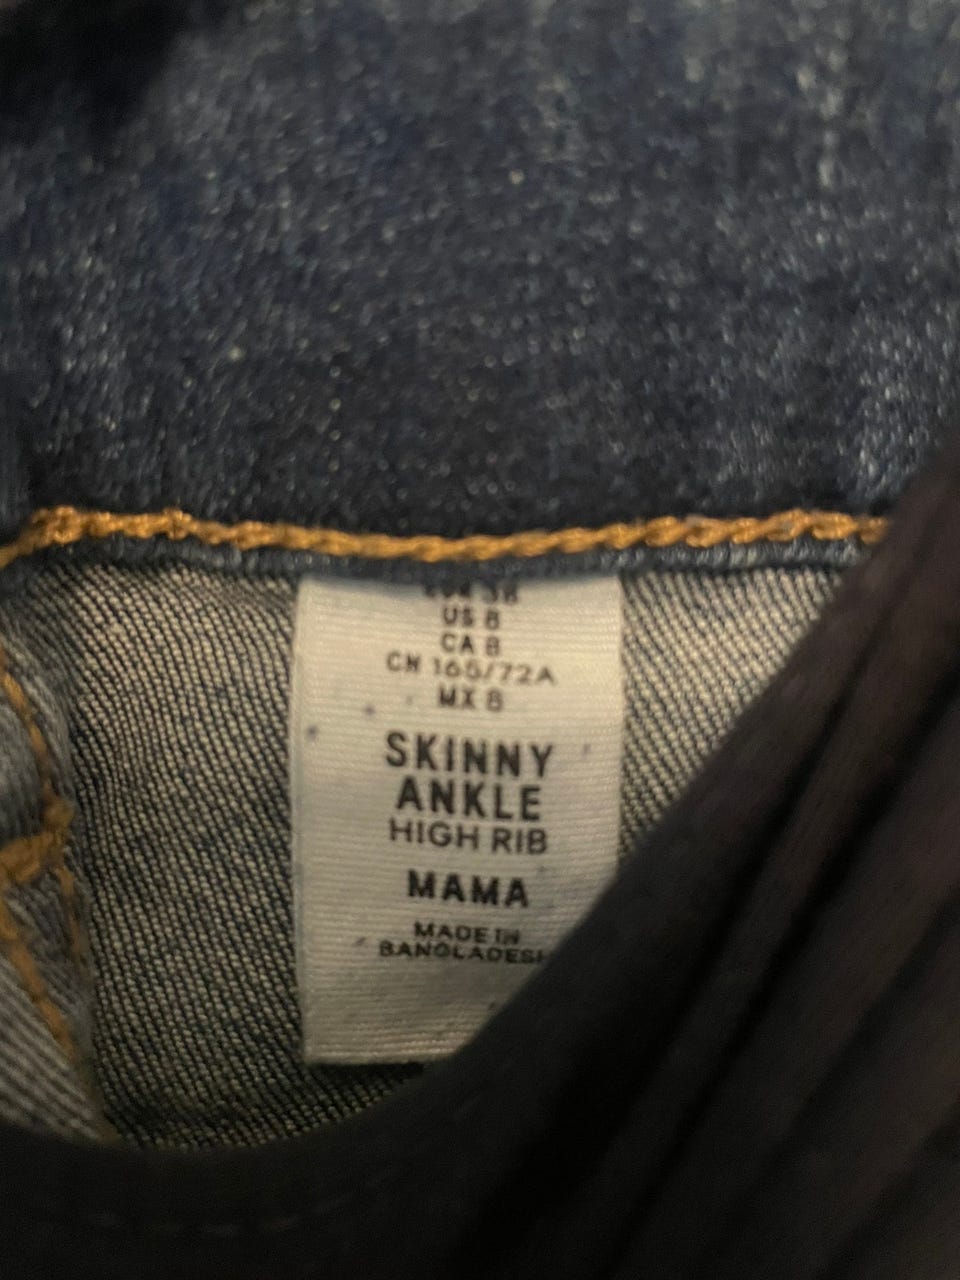 US 8
CA 8
CN 165/72A
MX 8
SKINNY
ANKLE
HIGH RIB
MAMA
MADE IN
BANGLADESH